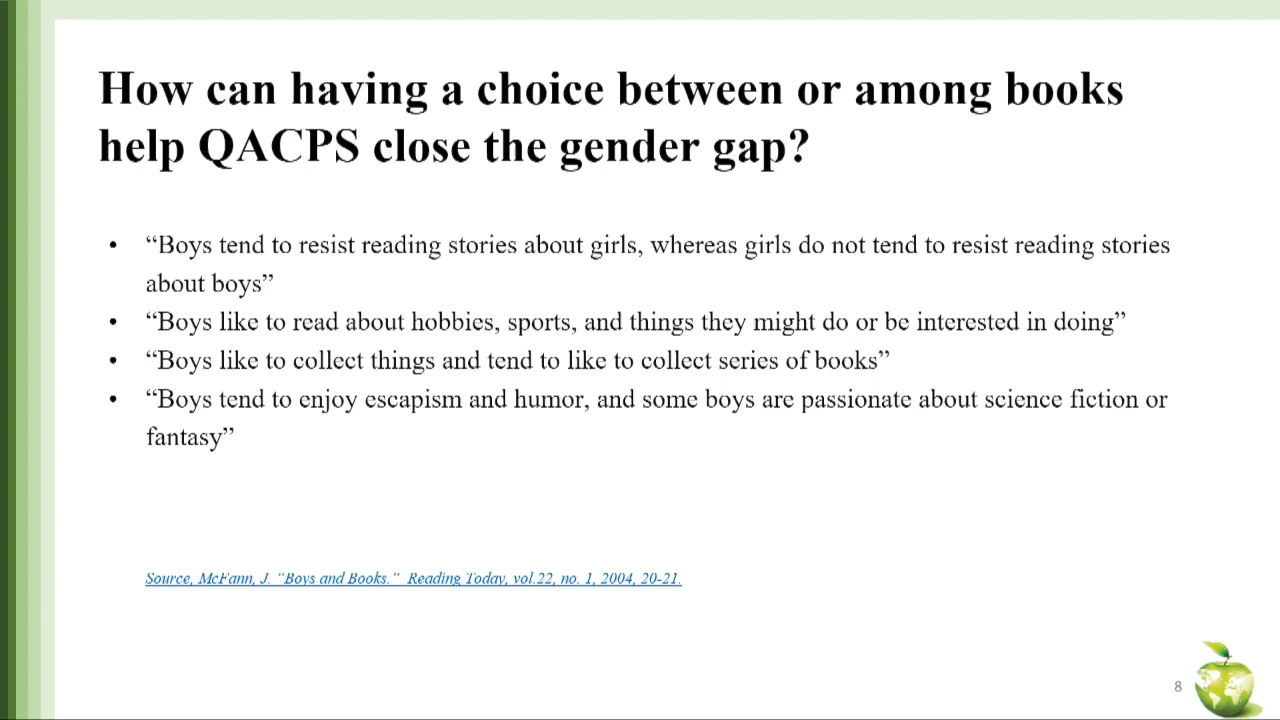 How can having a choice between or among books
help QACPS close the gender gap?
• “Boys tend to resist reading stories about girls, whereas girls do not tend to resist reading stories
about boys”
• “Boys like to read about hobbies, sports, and things they might do or be interested in doing”
• “Boys like to collect things and tend to like to collect series of books”
• “Boys tend to enjoy escapism and humor, and some boys are passionate about science fiction or
fantasy”
Source, McFann, J. “Boys and Books.” Reading Today, vol.22, no. 1, 2004, 20-21.
8